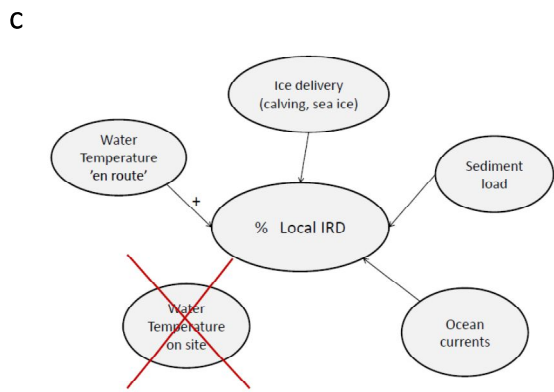 C
Ice delivery
(calving, sea ice)
Water
Temperature
'en route'
Sediment
load
+
% Local IRD
Water
Temperature
on site
Ocean
currents